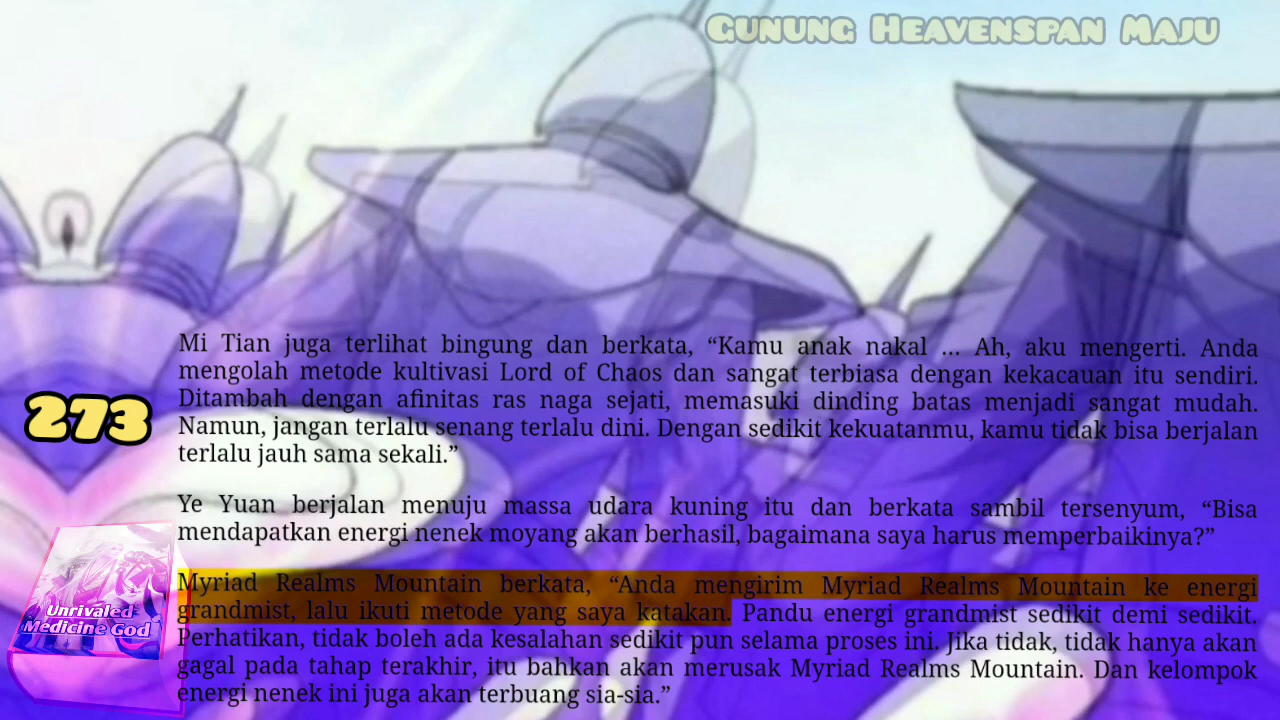 Gunung Heavenspan Maju
Mi Tian juga terlihat bingung dan berkata, “Kamu anak nakal ... Ah, aku mengerti. Anda
mengolah metode kultivasi Lord of Chaos dan sangat terbiasa dengan kekacauan itu sendiri.
Ditambah dengan afinitas ras naga sejati, memasuki dinding batas menjadi sangat mudah.
Namun, jangan terlalu senang terlalu dini. Dengan sedikit kekuatanmu, kamu tidak bisa berjalan
terlalu jauh sama sekali.”
273
Ye Yuan berjalan menuju massa udara kuning itu dan berkata sambil tersenyum, “Bisa
mendapatkan energi nenek moyang akan berhasil, bagaimana saya harus memperbaikinya?”
Myriad Realms Mountain berkata, “Anda mengirim Myriad Realms Mountain ke energi
grandmist, lalu ikuti metode yang saya katakan. Pandu energi grandmist sedikit demi sedikit.
Perhatikan, tidak boleh ada kesalahan sedikit pun selama proses ini. Jika tidak, tidak hanya akan
gagal pada tahap terakhir, itu bahkan akan merusak Myriad Realms Mountain. Dan kelompok
energi nenek ini juga akan terbuang sia-sia.”
Unrivaled
Medicine God